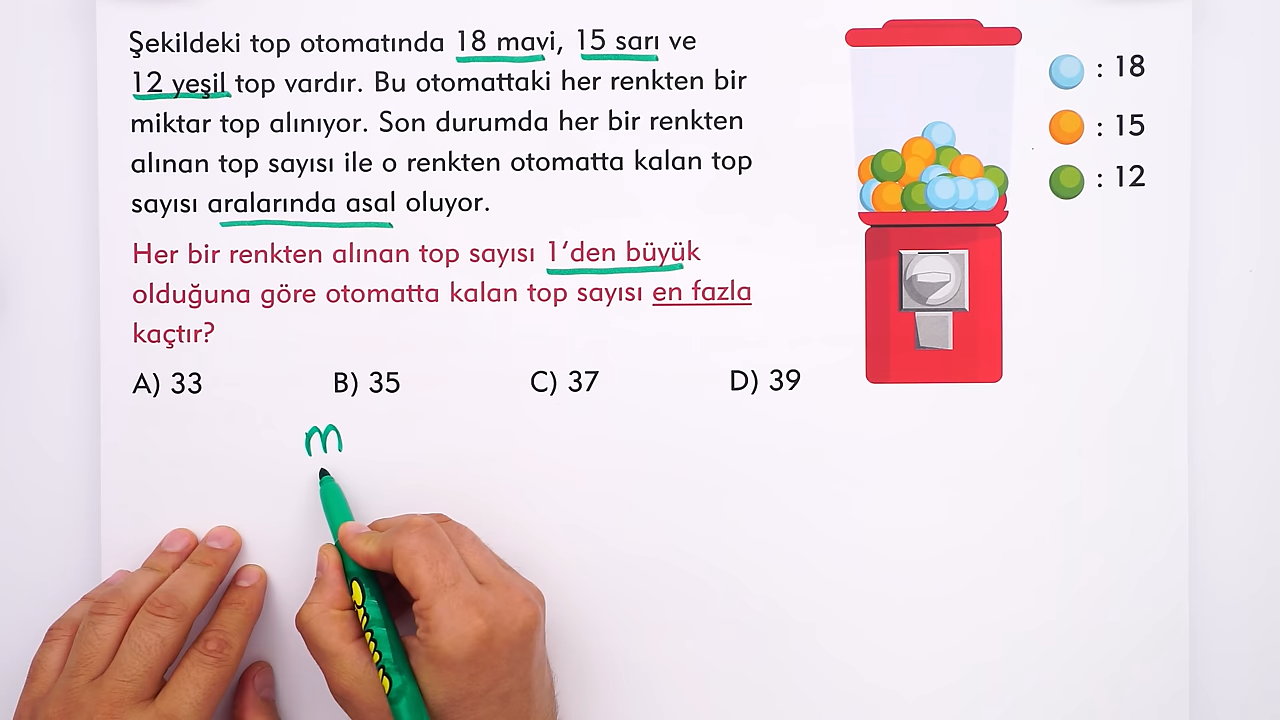 Şekildeki top otomatında 18 mavi, 15 sarı ve
12 yeşil top vardır. Bu otomattaki her renkten bir
miktar top alınıyor. Son durumda her bir renkten
alınan top sayısı ile o renkten otomatta kalan top
sayısı aralarında asal oluyor.
Her bir renkten alınan top sayısı 1’den büyük
olduğuna göre otomatta kalan top sayısı en fazla
kaçtır?
A) 33 B) 35 C) 37 D) 39
: 18
: 15
: 12
m